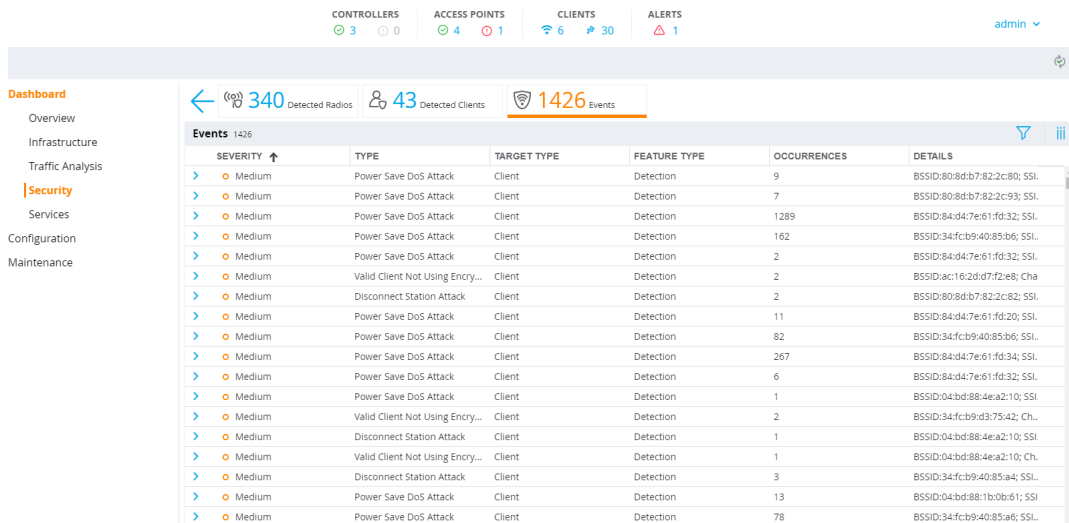 CONTROLLERS ACCESS POINTS CLIENTS ALERTS
3 0 4 1 6 30 1
admin
Dashboard
Overview
Infrastructure
Traffic Analysis
Security
Services
Configuration
Maintenance
340 Detected Radios 43 Detected Clients 1426 Events
Events 1426
SEVERITY TYPE TARGET TYPE FEATURE TYPE OCCURRENCES DETAILS
Medium Power Save DoS Attack Client Detection 9 BSSID:80:8d:b7:82:2c:80; SSI.
Medium Power Save DoS Attack Client Detection 7 BSSID:80:8d:b7:82:2c:93; SSI.
Medium Power Save DoS Attack Client Detection 1289 BSSID:84:d4:7e:61:fd:32; SSI.
Medium Power Save DoS Attack Client Detection 162 BSSID:34:fc:b9:40:85:b6; SSI..
Medium Power Save DoS Attack Client Detection 2 BSSID:84:d4:7e:61:fd:32; SSI.
Medium Valid Client Not Using Encry... Client Detection 2 BSSID:ac:16:2d:d7:f2:e8; Cha
Medium Disconnect Station Attack Client Detection 2 BSSID:80:8d:b7:82:2c:82; SSI.
Medium Power Save DoS Attack Client Detection 11 BSSID:84:d4:7e:61:fd:20; SSI.
Medium Power Save DoS Attack Client Detection 82 BSSID:34:fc:b9:40:85:b6; SSI..
Medium Power Save DoS Attack Client Detection 267 BSSID:84:d4:7e:61:fd:34; SSI.
Medium Power Save DoS Attack Client Detection 6 BSSID:84:d4:7e:61:fd:32; SSI.
Medium Power Save DoS Attack Client Detection 1 BSSID:04:bd:88:4e:a2:10; SSI.
Medium Valid Client Not Using Encry... Client Detection 2 BSSID:34:fc:b9:d3:75:42; Ch..
Medium Disconnect Station Attack Client Detection 1 BSSID:04:bd:88:4e:a2:10; SSI
Medium Valid Client Not Using Encry... Client Detection 1 BSSID:04:bd:88:4e:a2:10; Ch.
Medium Disconnect Station Attack Client Detection 3 BSSID:34:fc:b9:40:85:a4; SSI...
Medium Power Save DoS Attack Client Detection 13 BSSID:04:bd:88:1b:0b:61; SSI
Medium Power Save DoS Attack Client Detection 78 BSSID:34:fc:b9:40:85:a6; SSI..